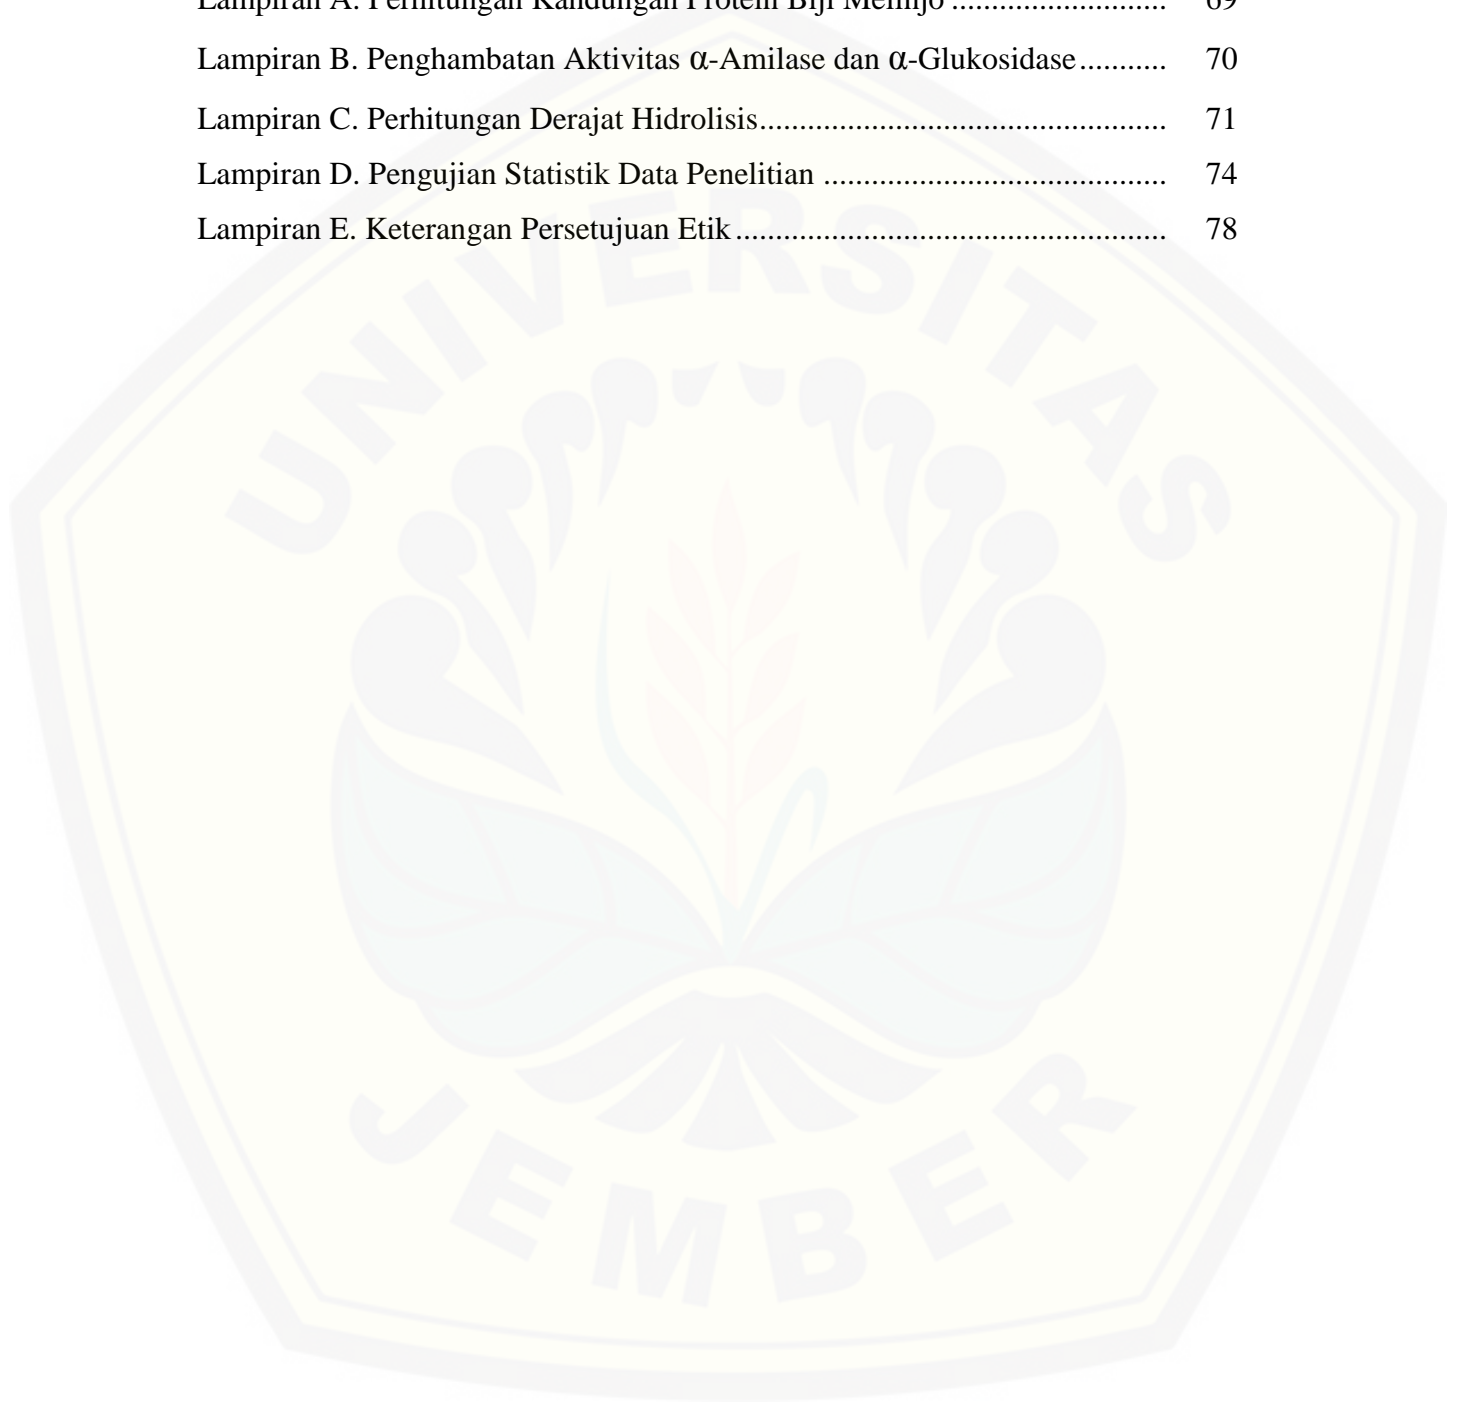 Lampiran A. Perhitungan Kandungan Protein Biji Melinjo ........................... 69
Lampiran B. Penghambatan Aktivitas α-Amilase dan α-Glukosidase........... 70
Lampiran C. Perhitungan Derajat Hidrolisis................................................... 71
Lampiran D. Pengujian Statistik Data Penelitian ........................................... 74
Lampiran E. Keterangan Persetujuan Etik ...................................................... 78
UNIVERSITAS
JEMBER